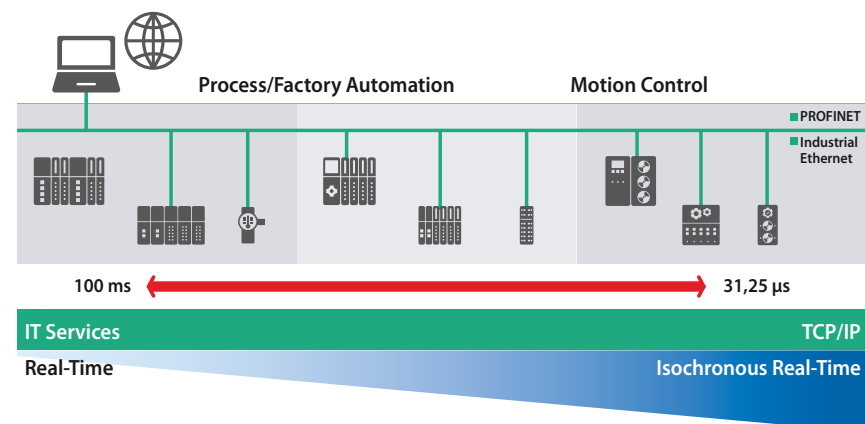 Process/Factory Automation
Motion Control
PROFINET
Industrial
Ethernet
100 ms
31,25 µs
IT Services
TCP/IP
Real-Time
Isochronous Real-Time